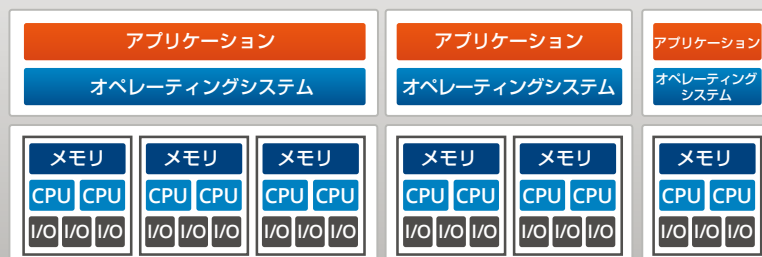 アプリケーション アプリケーション アプリケーション
オペレーティングシステム オペレーティングシステム オペレーティング
システム
メモリ メモリ メモリ メモリ メモリ メモリ
CPU CPU CPU CPU CPU CPU CPU CPU CPU CPU CPU CPU
I/O I/O I/O I/O I/O I/O I/O I/O I/O I/O I/O I/O I/O I/O I/O I/O I/O I/O